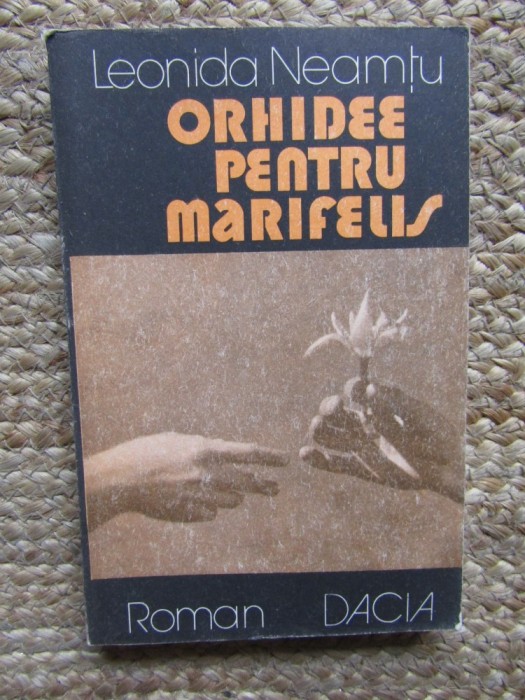 Leonida Neamțu
ORHIDEE
PENTRU
MARIFELIS
Roman DACIA